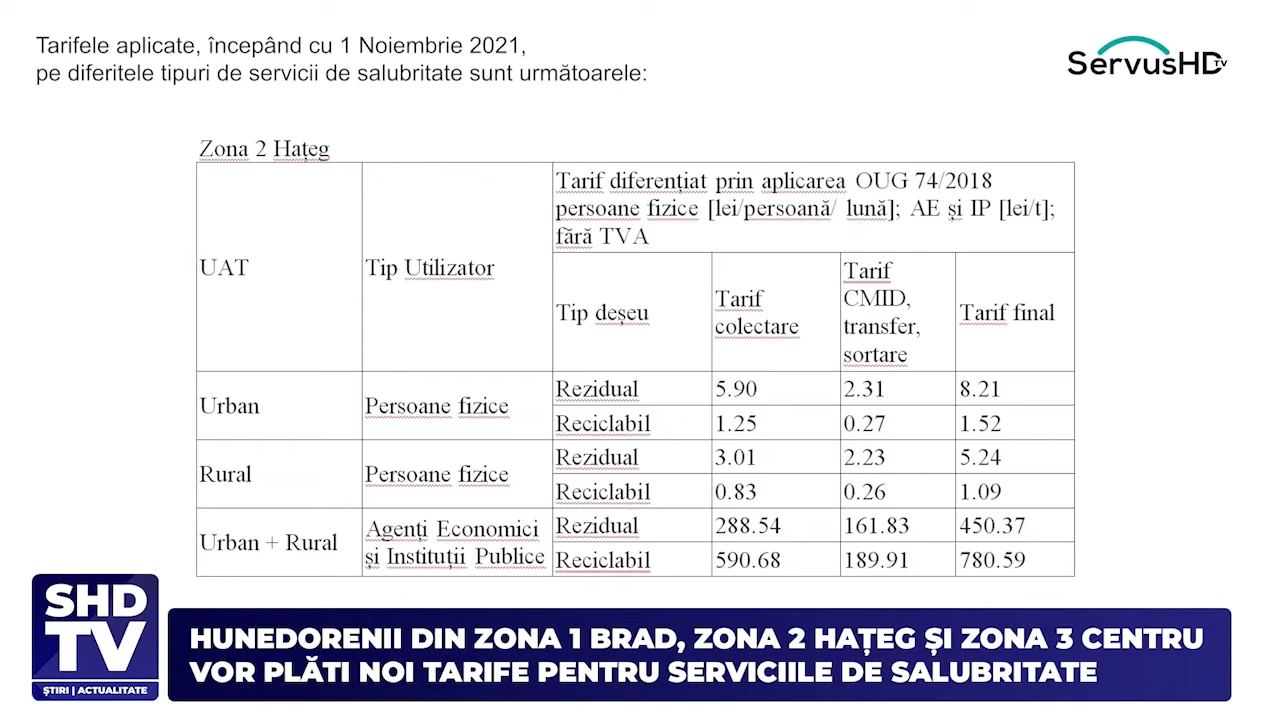 Tarifele aplicate, începând cu 1 Noiembrie 2021,
pe diferitele tipuri de servicii de salubritate sunt următoarele:
ServusHD TV
Zona 2 Hațeg
UAT
Tip Utilizator
Tarif diferențiat prin aplicarea OUG 74/2018
persoane fizice [lei/persoană/ lună]; AE și IP [lei/t];
fără TVA
Tip deșeu
Tarif
colectare
Tarif
CMID,
transfer,
sortare
Tarif final
Urban
Persoane fizice
Rezidual 5.90 2.31 8.21
Reciclabil 1.25 0.27 1.52
Rural
Persoane fizice
Rezidual 3.01 2.23 5.24
Reciclabil 0.83 0.26 1.09
Urban + Rural
Agenți Economici
și Instituții Publice
Rezidual 288.54 161.83 450.37
Reciclabil 590.68 189.91 780.59
SHD
TV
ȘTIRI | ACTUALITATE
HUNEDORENII DIN ZONA 1 BRAD, ZONA 2 HAȚEG ȘI ZONA 3 CENTRU
VOR PLĂTI NOI TARIFE PENTRU SERVICIILE DE SALUBRITATE